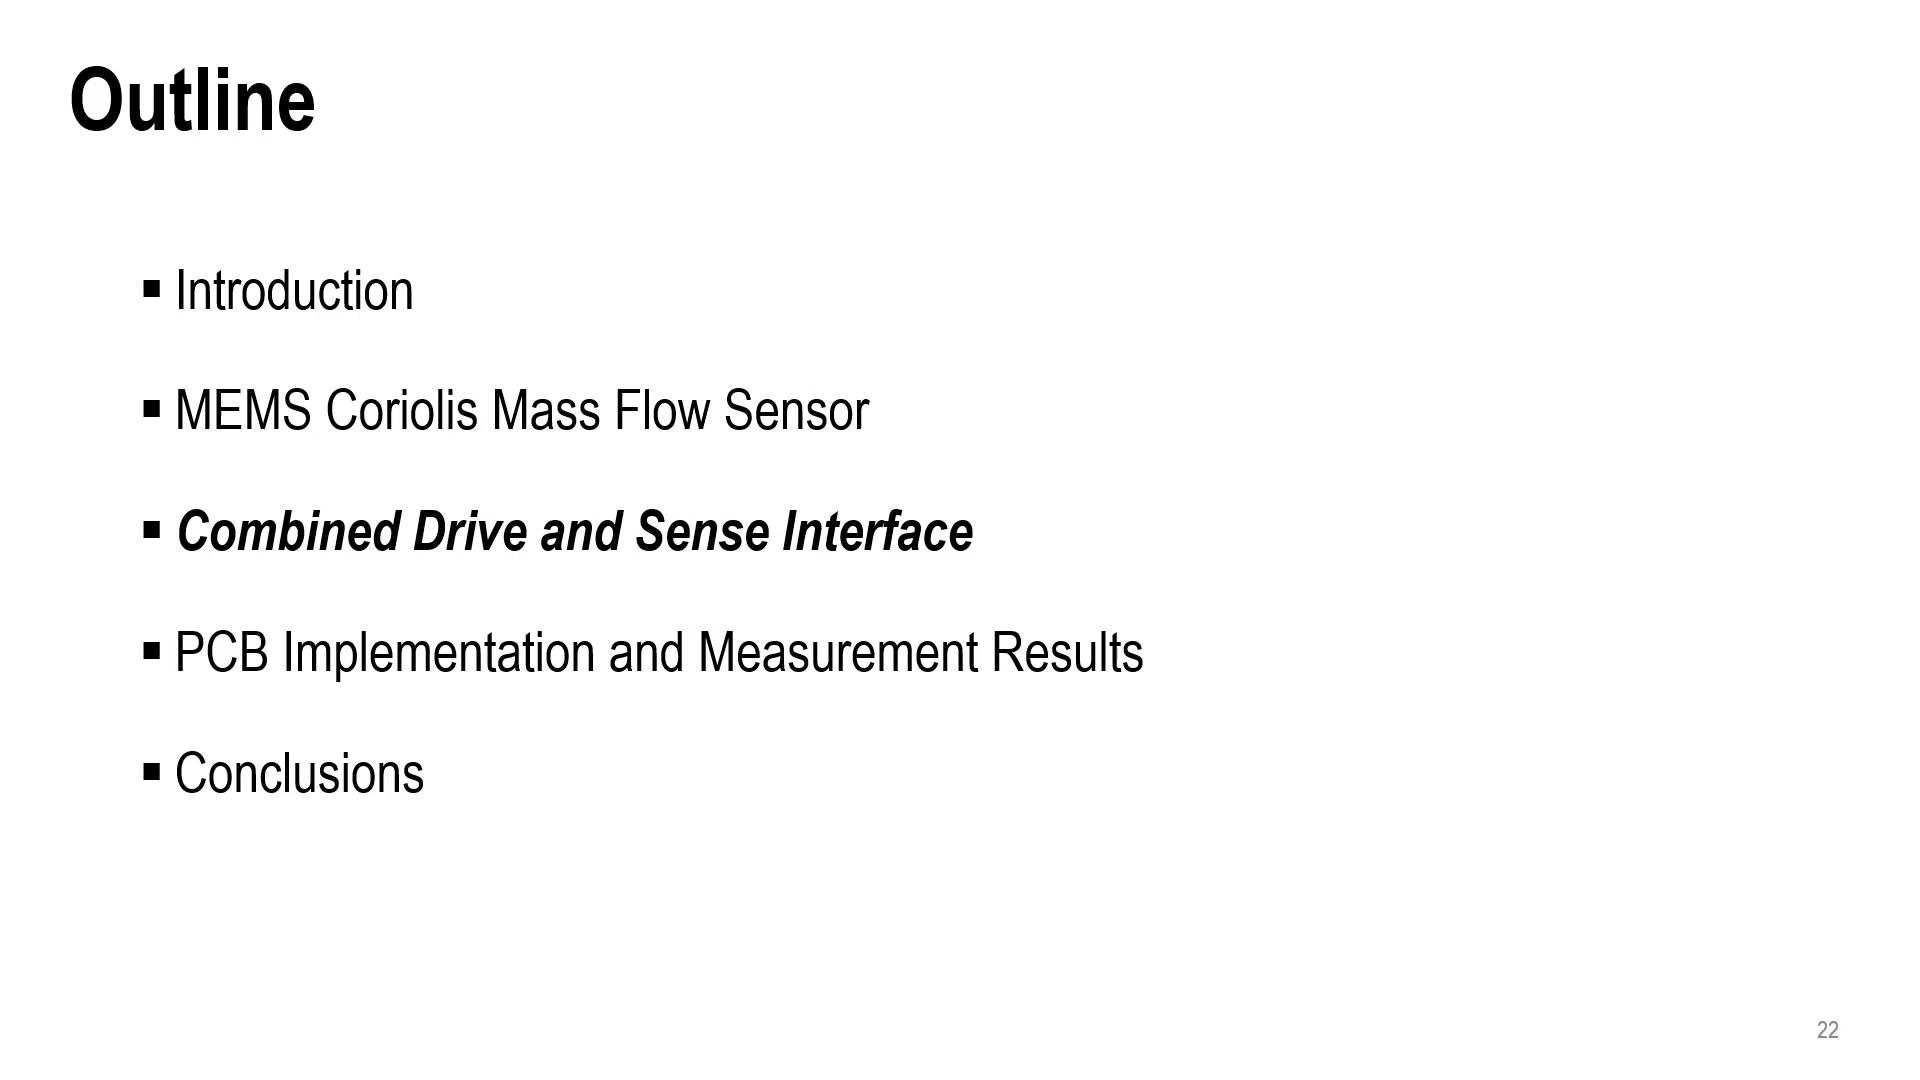 Outline
▪ Introduction
▪ MEMS Coriolis Mass Flow Sensor
▪ Combined Drive and Sense Interface
▪ PCB Implementation and Measurement Results
▪ Conclusions
22